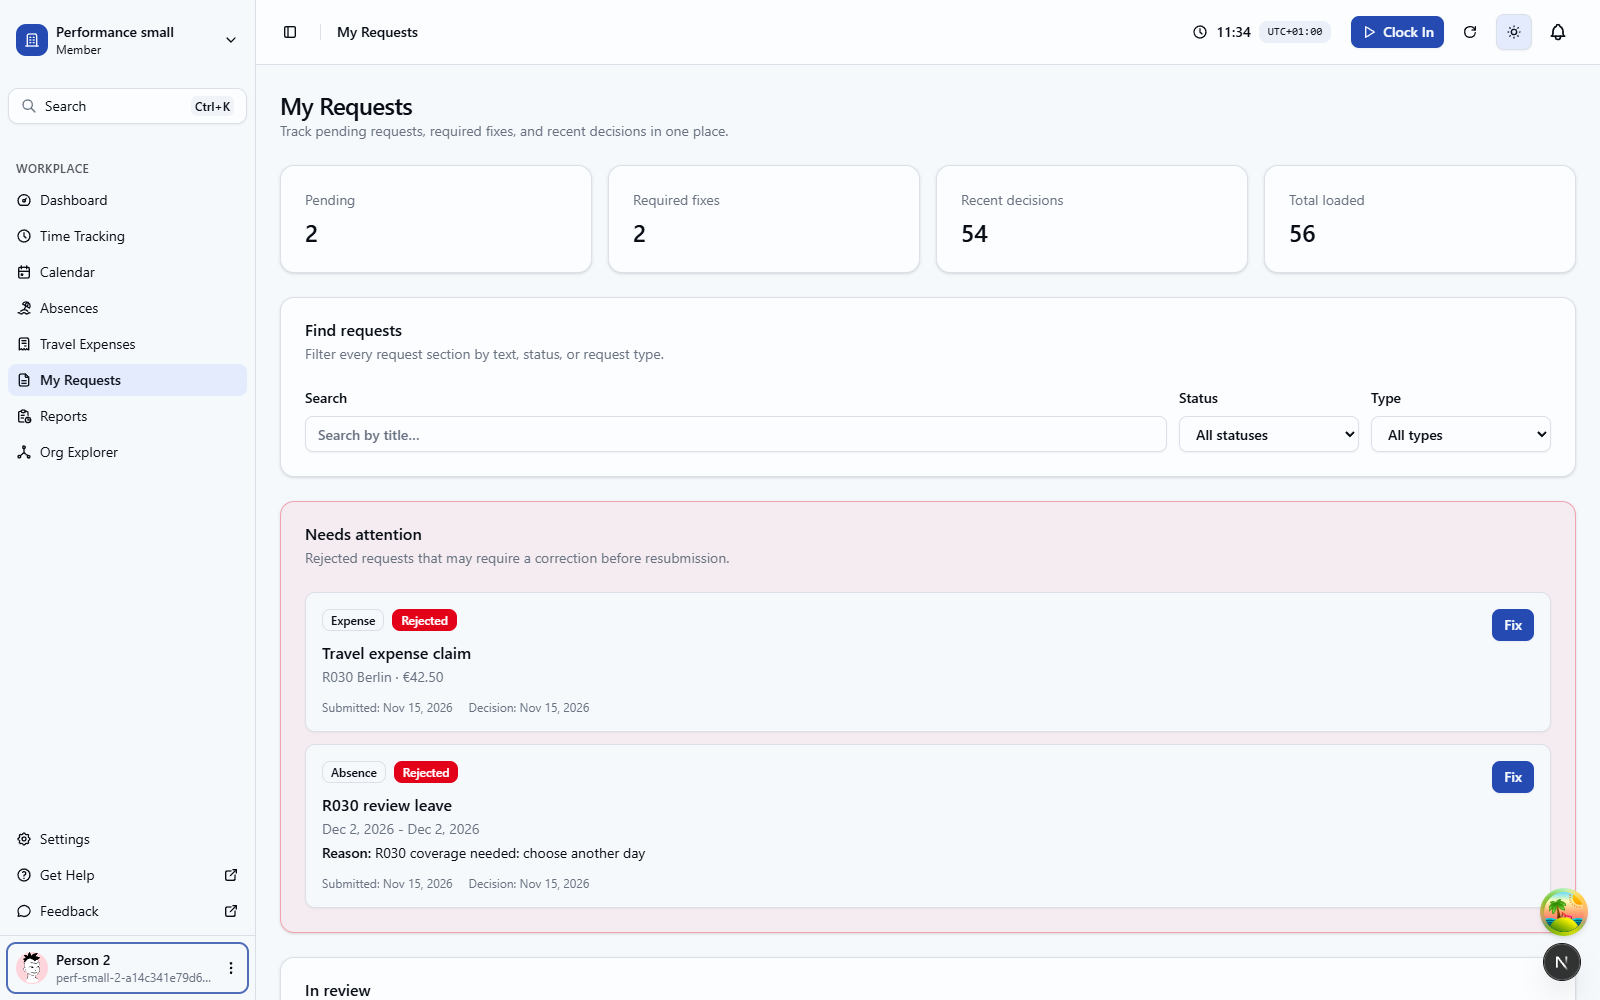 Performance small
Member
Search
Ctrl+K
WORKPLACE
Dashboard
Time Tracking
Calendar
Absences
Travel Expenses
My Requests
Reports
Org Explorer
Settings
Get Help
Feedback
Person 2
perf-small-2-a14c341e79d6...
My Requests
11:34
UTC+01:00
Clock In
My Requests
Track pending requests, required fixes, and recent decisions in one place.
Pending
2
Required fixes
2
Recent decisions
54
Total loaded
56
Find requests
Filter every request section by text, status, or request type.
Search
Search by title...
Status
All statuses
Type
All types
Needs attention
Rejected requests that may require a correction before resubmission.
Expense
Rejected
Fix
Travel expense claim
R030 Berlin · €42.50
Submitted: Nov 15, 2026 Decision: Nov 15, 2026
Absence
Rejected
Fix
R030 review leave
Dec 2, 2026 - Dec 2, 2026
Reason: R030 coverage needed: choose another day
Submitted: Nov 15, 2026 Decision: Nov 15, 2026
N
In review